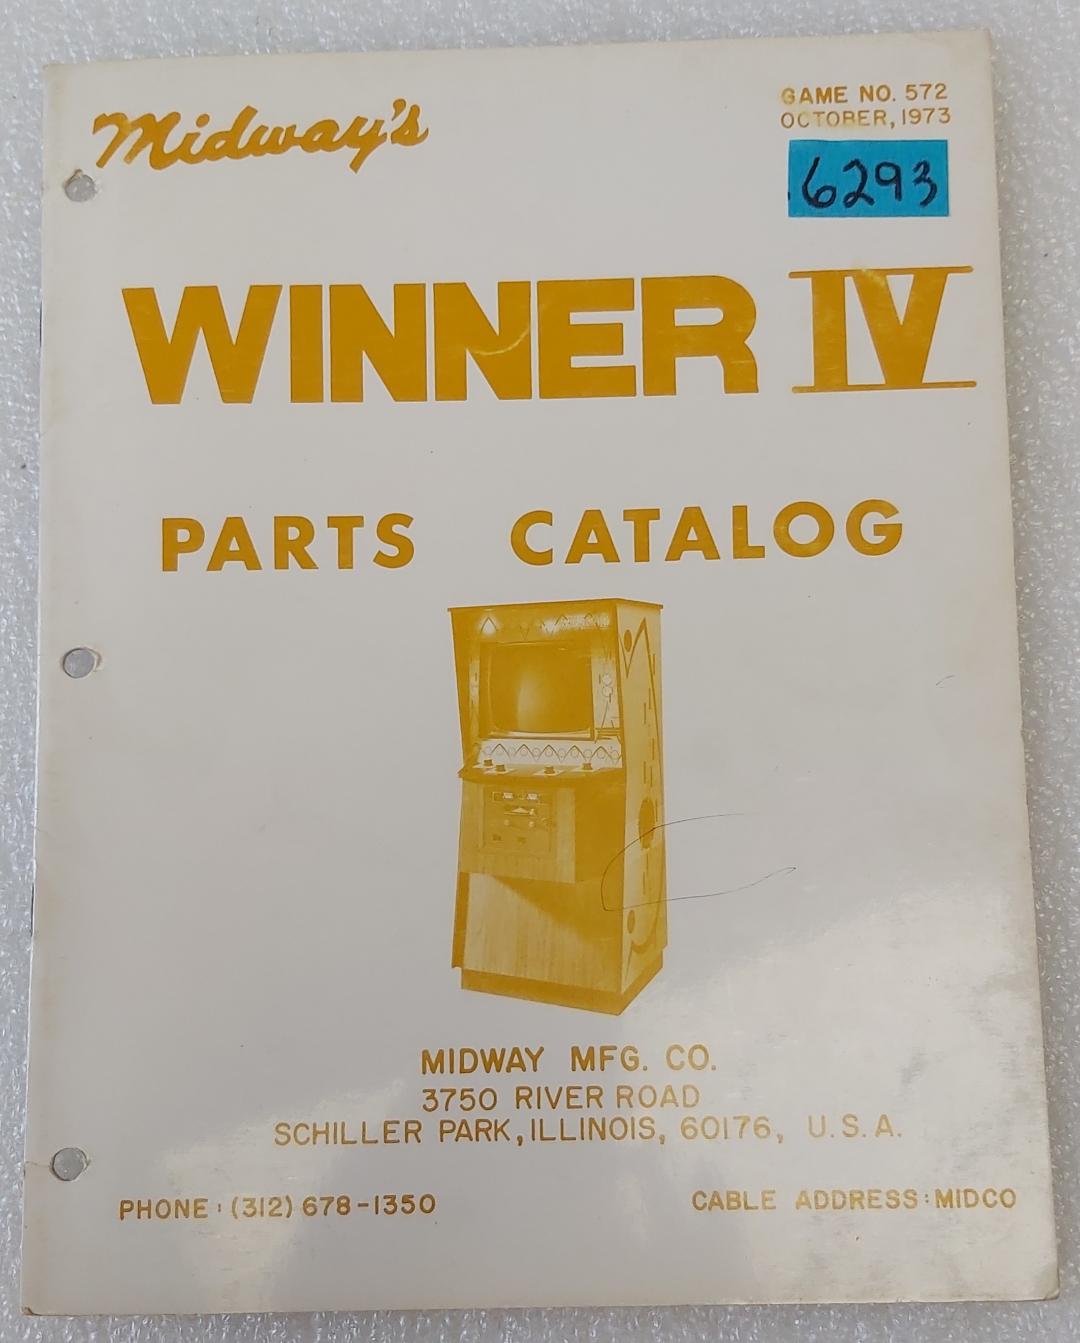 Midway's
GAME NO. 572
OCTOBER, 1973
6293
WINNER IV
PARTS CATALOG
MIDWAY MFG. CO.
3750 RIVER ROAD
SCHILLER PARK, ILLINOIS, 60176, U.S.A.
PHONE: (312) 678-1350
CABLE ADDRESS: MIDCO